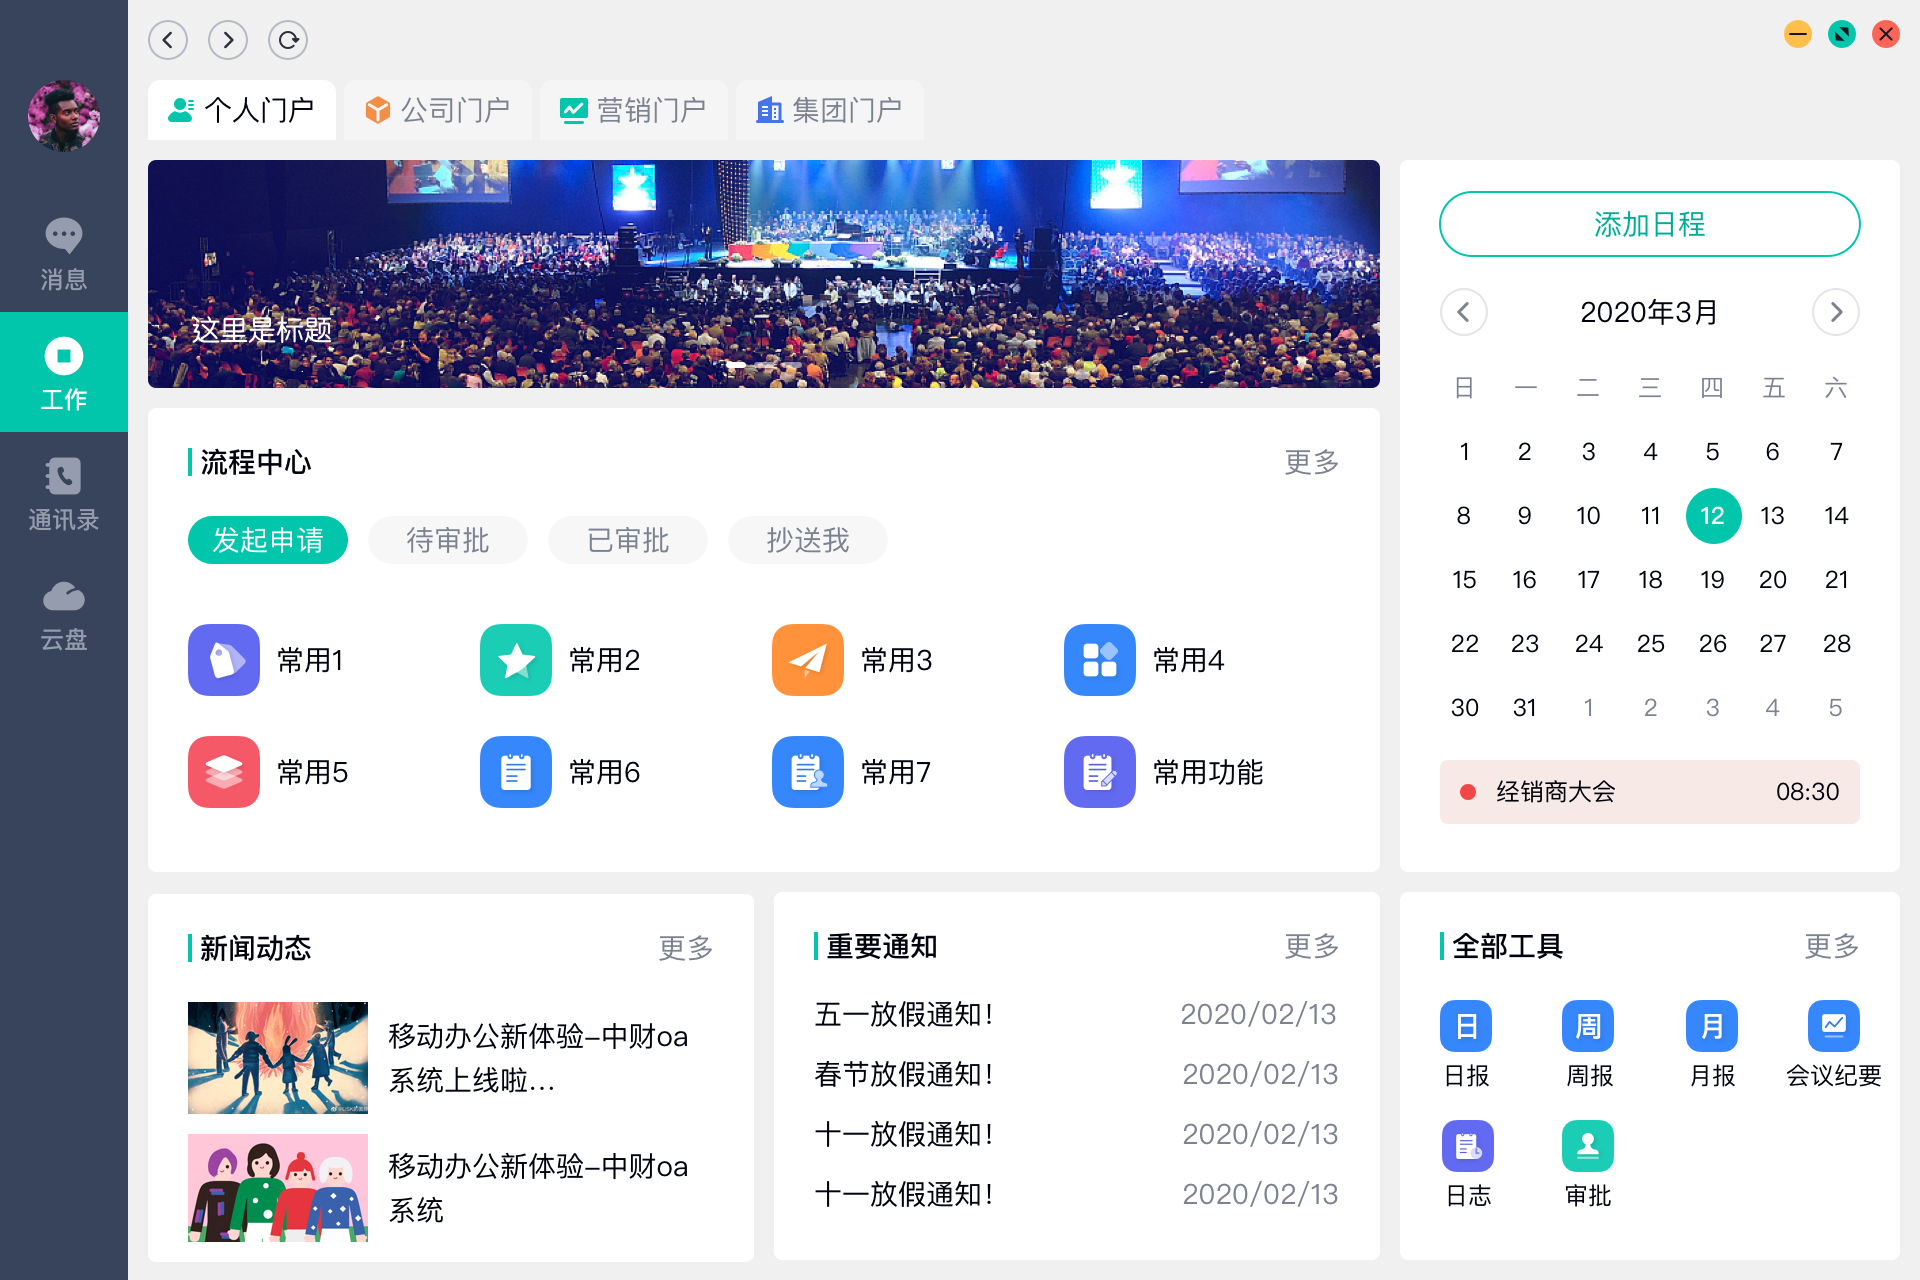 个人门户
公司门户
营销门户
集团门户
消息
工作
通讯录
云盘
这里是标题
流程中心
更多
发起申请
待审批
已审批
抄送我
常用1
常用2
常用3
常用4
常用5
常用6
常用7
常用功能
添加日程
2020年3月
日 一 二 三 四 五 六
1 2 3 4 5 6 7
8 9 10 11 12 13 14
15 16 17 18 19 20 21
22 23 24 25 26 27 28
30 31 1 2 3 4 5
经销商大会 08:30
新闻动态
更多
移动办公新体验-中财oa
系统上线啦...
移动办公新体验-中财oa
系统
重要通知
更多
五一放假通知！ 2020/02/13
春节放假通知！ 2020/02/13
十一放假通知！ 2020/02/13
十一放假通知！ 2020/02/13
全部工具
更多
日
周
月
日报
周报
月报
会议纪要
日志
审批